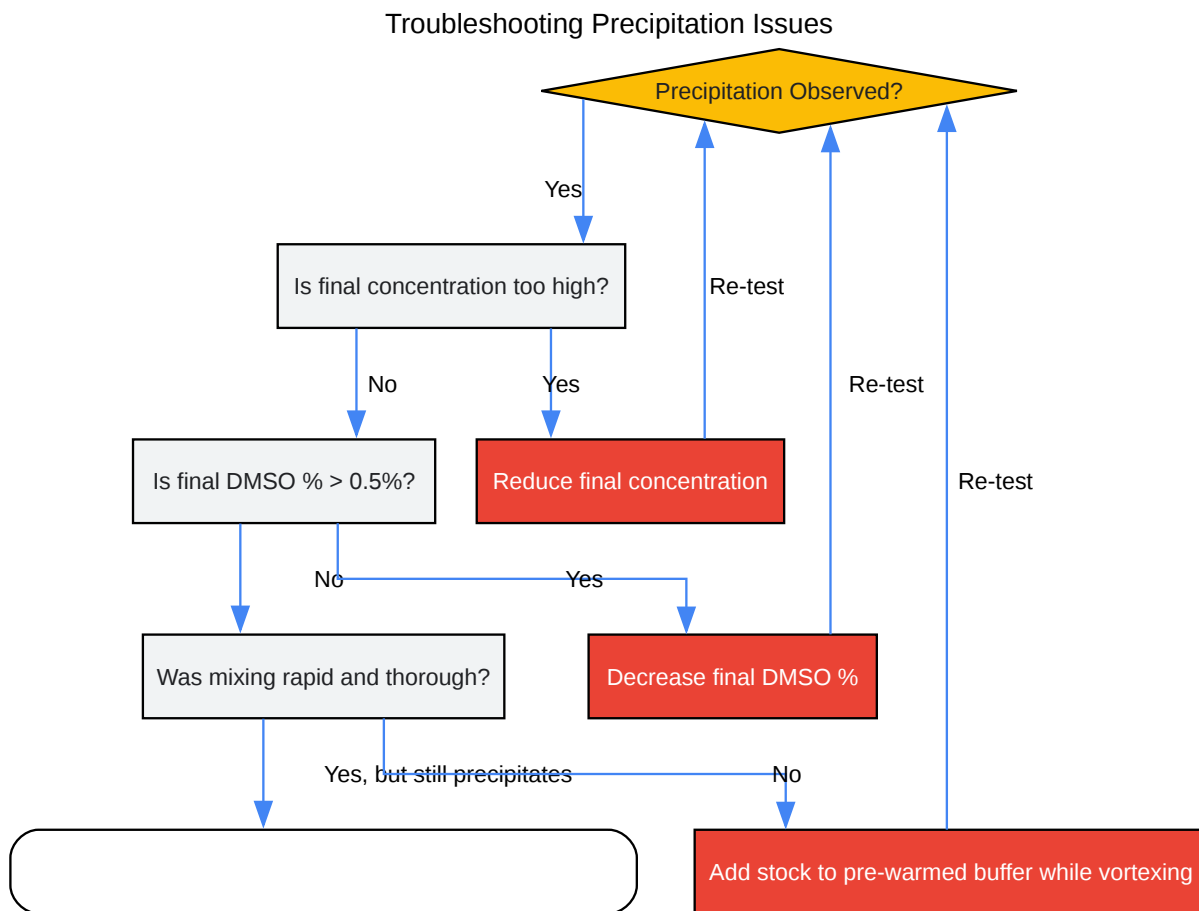 Troubleshooting Precipitation Issues
Precipitation Observed?
Yes
Is final concentration too high?
Re-test
No
Yes
Re-test
Is final DMSO % > 0.5%?
Reduce final concentration
Re-test
No
Yes
Was mixing rapid and thorough?
Decrease final DMSO %
Yes, but still precipitates
No
Add stock to pre-warmed buffer while vortexing